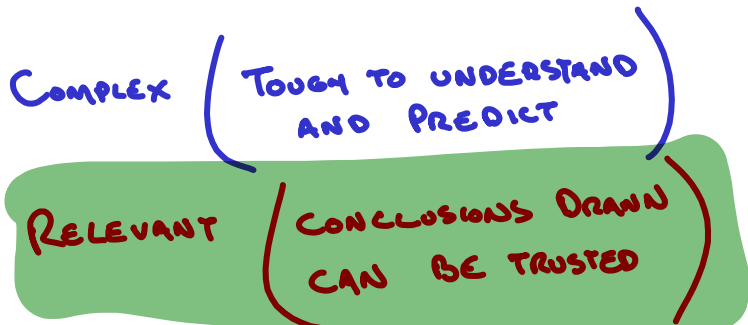 COMPLEX (TOUGH TO UNDERSTAND
AND PREDICT)
RELEVANT (CONCLUSIONS DRAWN
CAN BE TRUSTED)